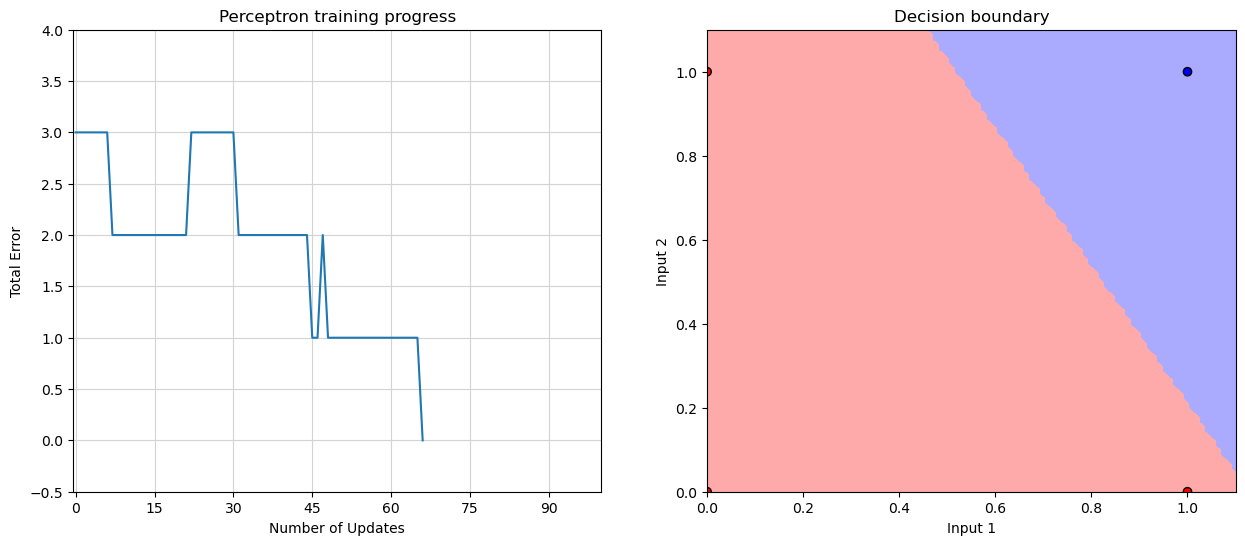 Perceptron training progress
4.0
3.5
3.0
2.5
2.0
1.5
1.0
0.5
0.0
−0.5
Total Error
0 15 30 45 60 75 90
Number of Updates
Decision boundary
1.0
0.8
0.6
0.4
0.2
0.0
Input 2
0.0 0.2 0.4 0.6 0.8 1.0
Input 1